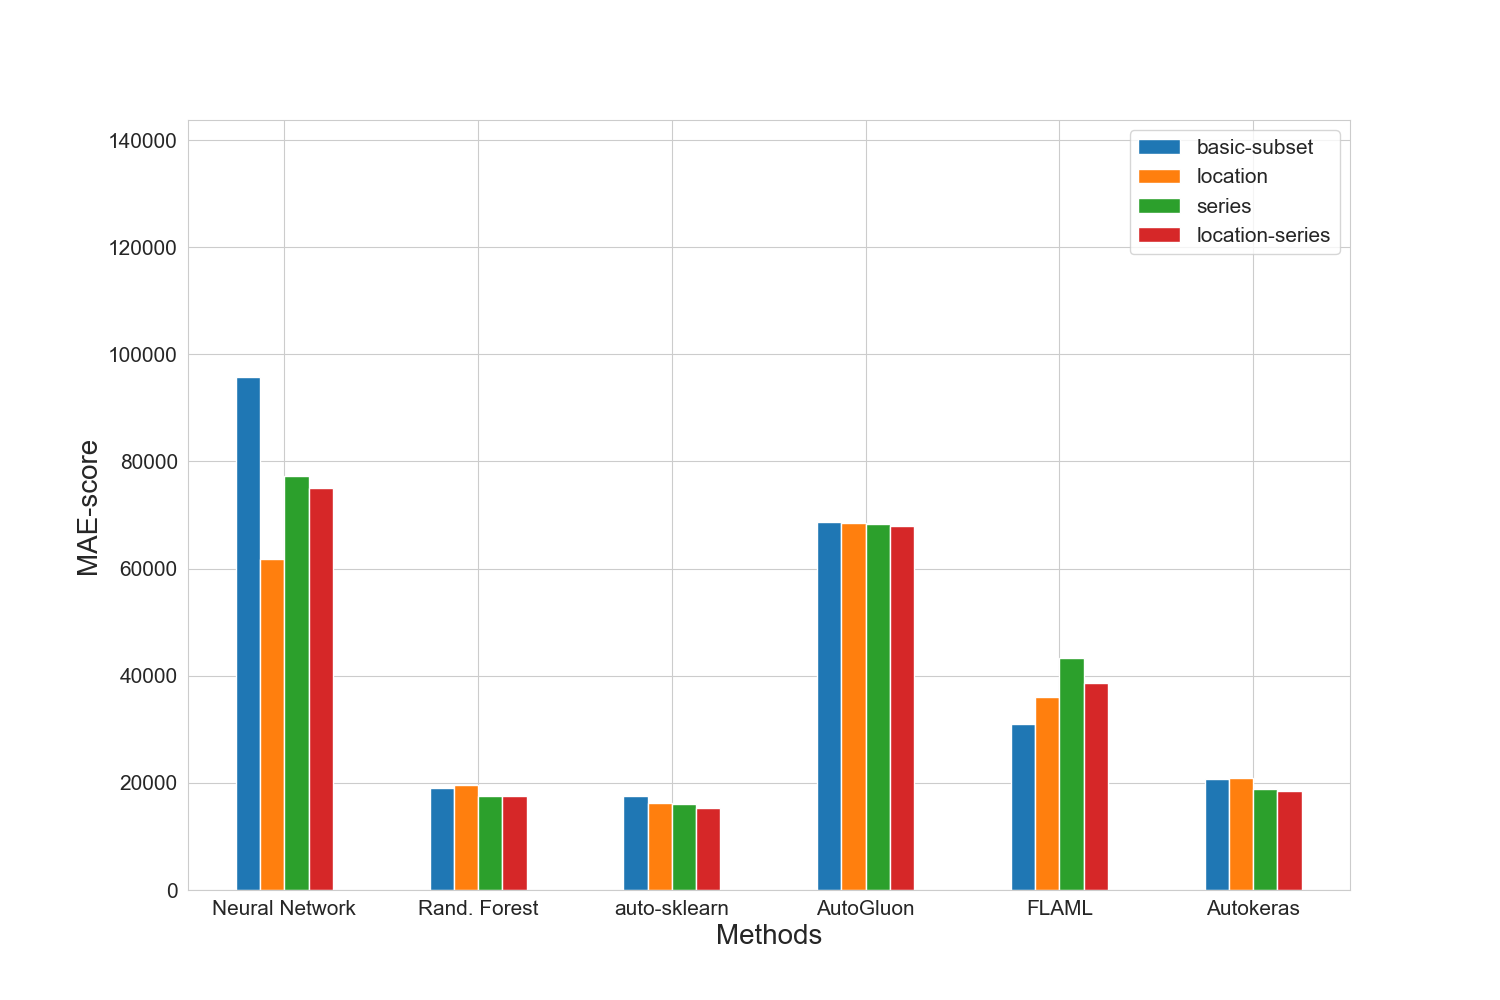 140000
120000
100000
80000
60000
40000
20000
0
MAE-score
basic-subset
location
series
location-series
Neural Network
Rand. Forest
auto-sklearn
AutoGluon
FLAML
Autokeras
Methods